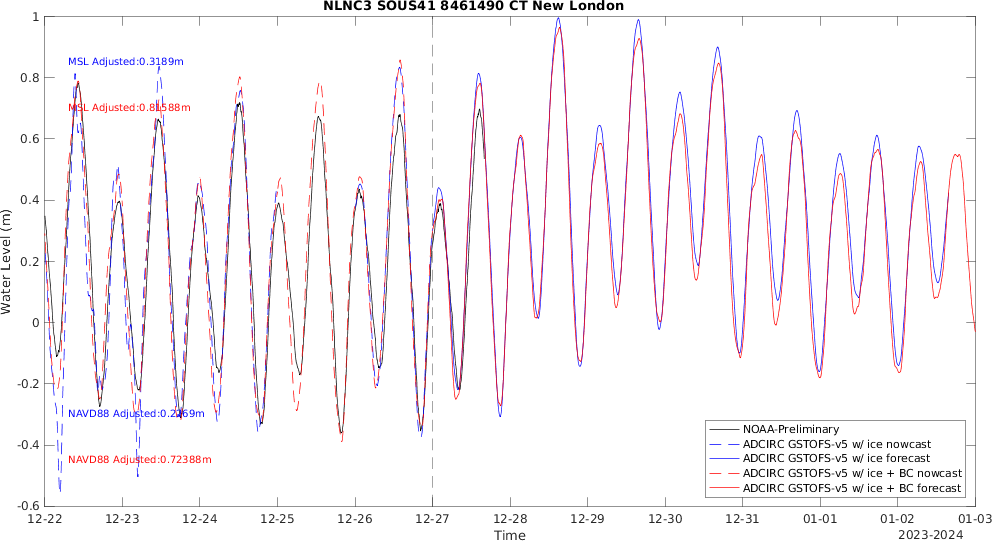 NLNC3 SOUS41 8461490 CT New London
1
0.8
0.6
0.4
0.2
0
-0.2
-0.4
-0.6
Water Level (m)
MSL Adjusted:0.3189m
MSL Adjusted:0.81588m
NAVD88 Adjusted:
NAVD88 Adjusted:0.72388m
NOAA-Preliminary
ADCIRC GSTOFS-v5 w/ ice nowcast
ADCIRC GSTOFS-v5 w/ ice forecast
ADCIRC GSTOFS-v5 w/ ice + BC nowcast
ADCIRC GSTOFS-v5 w/ ice + BC forecast
12-22 12-23 12-24 12-25 12-26 12-27 12-28 12-29 12-30 12-31 01-01 01-02 01-03
Time
2023-2024